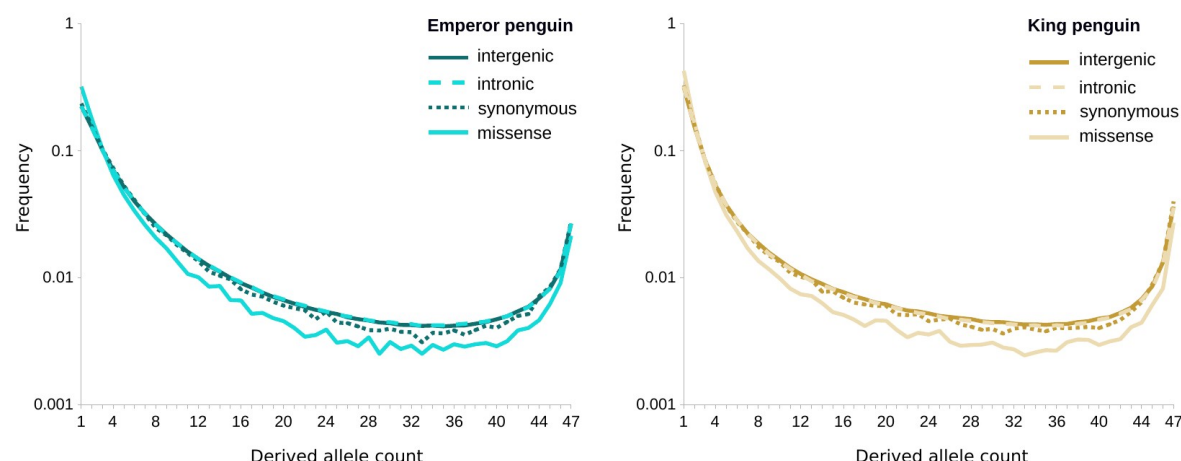 Emperor penguin
intergenic
intronic
synonymous
missense
Frequency
1
0.1
0.01
0.001
1 4 8 12 16 20 24 28 32 36 40 44 47
Derived allele count
King penguin
intergenic
intronic
synonymous
missense
Frequency
1
0.1
0.01
0.001
1 4 8 12 16 20 24 28 32 36 40 44 47
Derived allele count